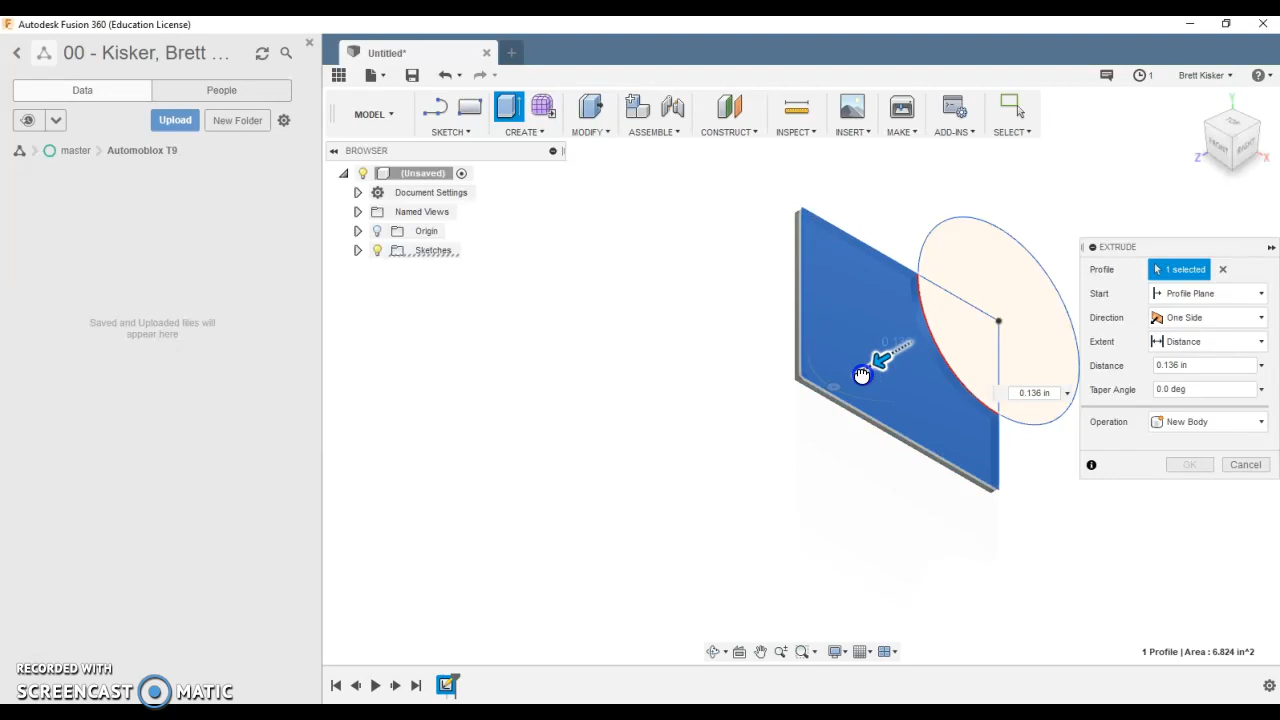 Autodesk Fusion 360 (Education License)
00 - Kisker, Brett ...
Data
People
Upload
New Folder
master
Automoblox T9
Saved and Uploaded files will
appear here
RECORDED WITH
SCREENCAST MATIC
Untitled*
1
Brett Kisker
MODEL
SKETCH
CREATE
MODIFY
ASSEMBLE
CONSTRUCT
INSPECT
INSERT
MAKE
ADD-INS
SELECT
BROWSER
(Unsaved)
Document Settings
Named Views
Origin
Sketches
TOP
FRONT
RIGHT
Y
Z
X
0.136 in
EXTRUDE
Profile
1 selected
Start
Profile Plane
Direction
One Side
Extent
Distance
Distance
0.136 in
Taper Angle
0.0 deg
Operation
New Body
OK
Cancel
1 Profile | Area : 6.824 in^2